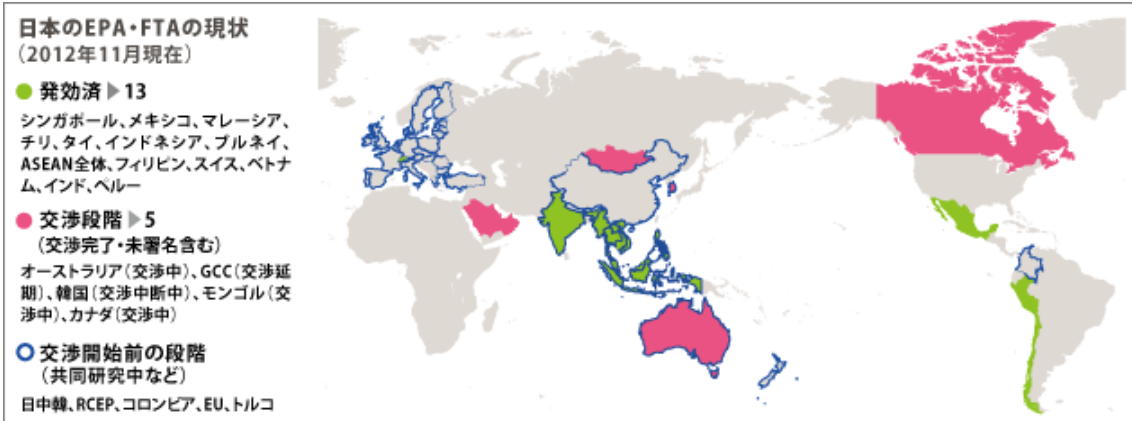 日本のEPA・FTAの現状
(2012年11月現在)
発効済▶13
シンガポール、メキシコ、マレーシア、
チリ、タイ、インドネシア、ブルネイ、
ASEAN全体、フィリピン、スイス、ベトナ
ム、インド、ペルー
交渉段階▶5
(交渉完了・未署名含む)
オーストラリア(交渉中)、GCC(交渉延
期)、韓国(交渉中断中)、モンゴル(交
渉中)、カナダ(交渉中)
交渉開始前の段階
(共同研究中など)
日中韓、RCEP、コロンビア、EU、トルコ